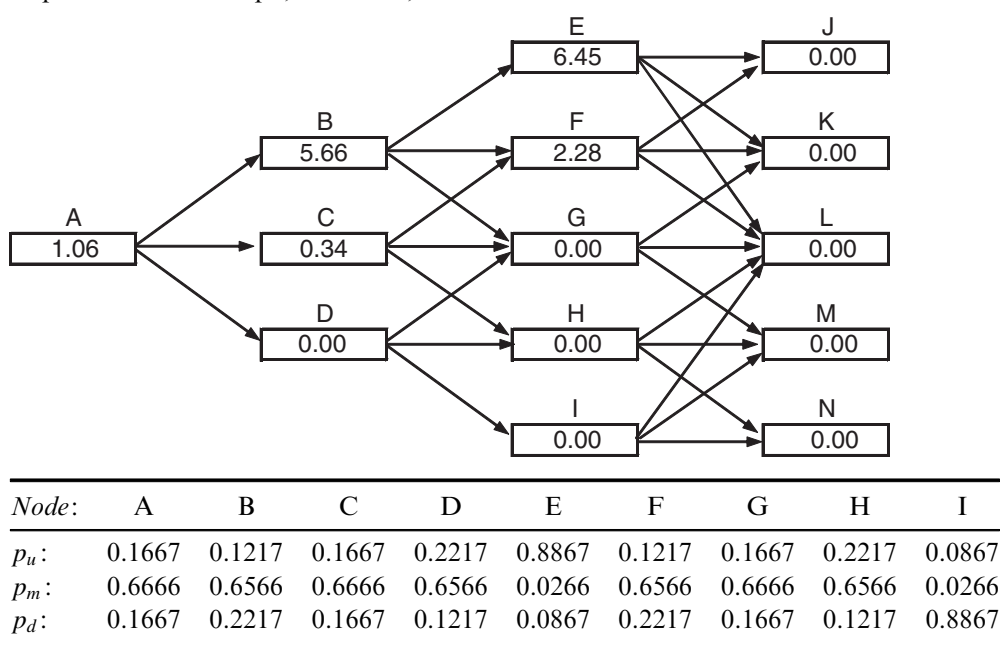 E J
6.45 0.00
B F K
5.66 2.28 0.00
A C G L
1.06 0.34 0.00 0.00
D H M
0.00 0.00 0.00
I N
0.00 0.00
Node: A B C D E F G H I
pu: 0.1667 0.1217 0.1667 0.2217 0.8867 0.1217 0.1667 0.2217 0.0867
pm: 0.6666 0.6566 0.6666 0.6566 0.0266 0.6566 0.6666 0.6566 0.0266
pd: 0.1667 0.2217 0.1667 0.1217 0.0867 0.2217 0.1667 0.1217 0.8867